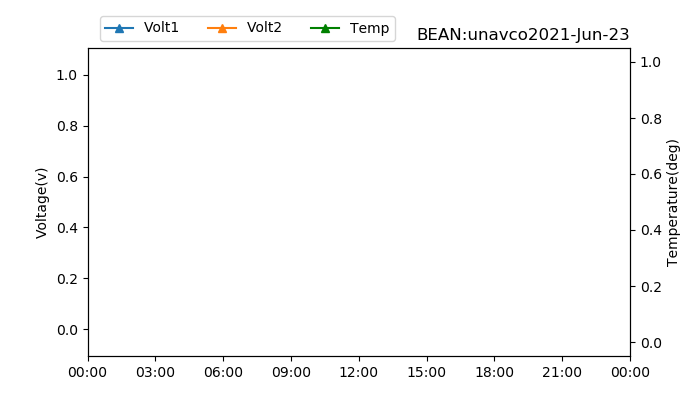 Volt1 Volt2 Temp
BEAN:unavco2021-Jun-23
Voltage(v)
1.0
0.8
0.6
0.4
0.2
0.0
1.0
0.8
0.6
0.4
0.2
0.0
Temperature(deg)
00:00 03:00 06:00 09:00 12:00 15:00 18:00 21:00 00:00